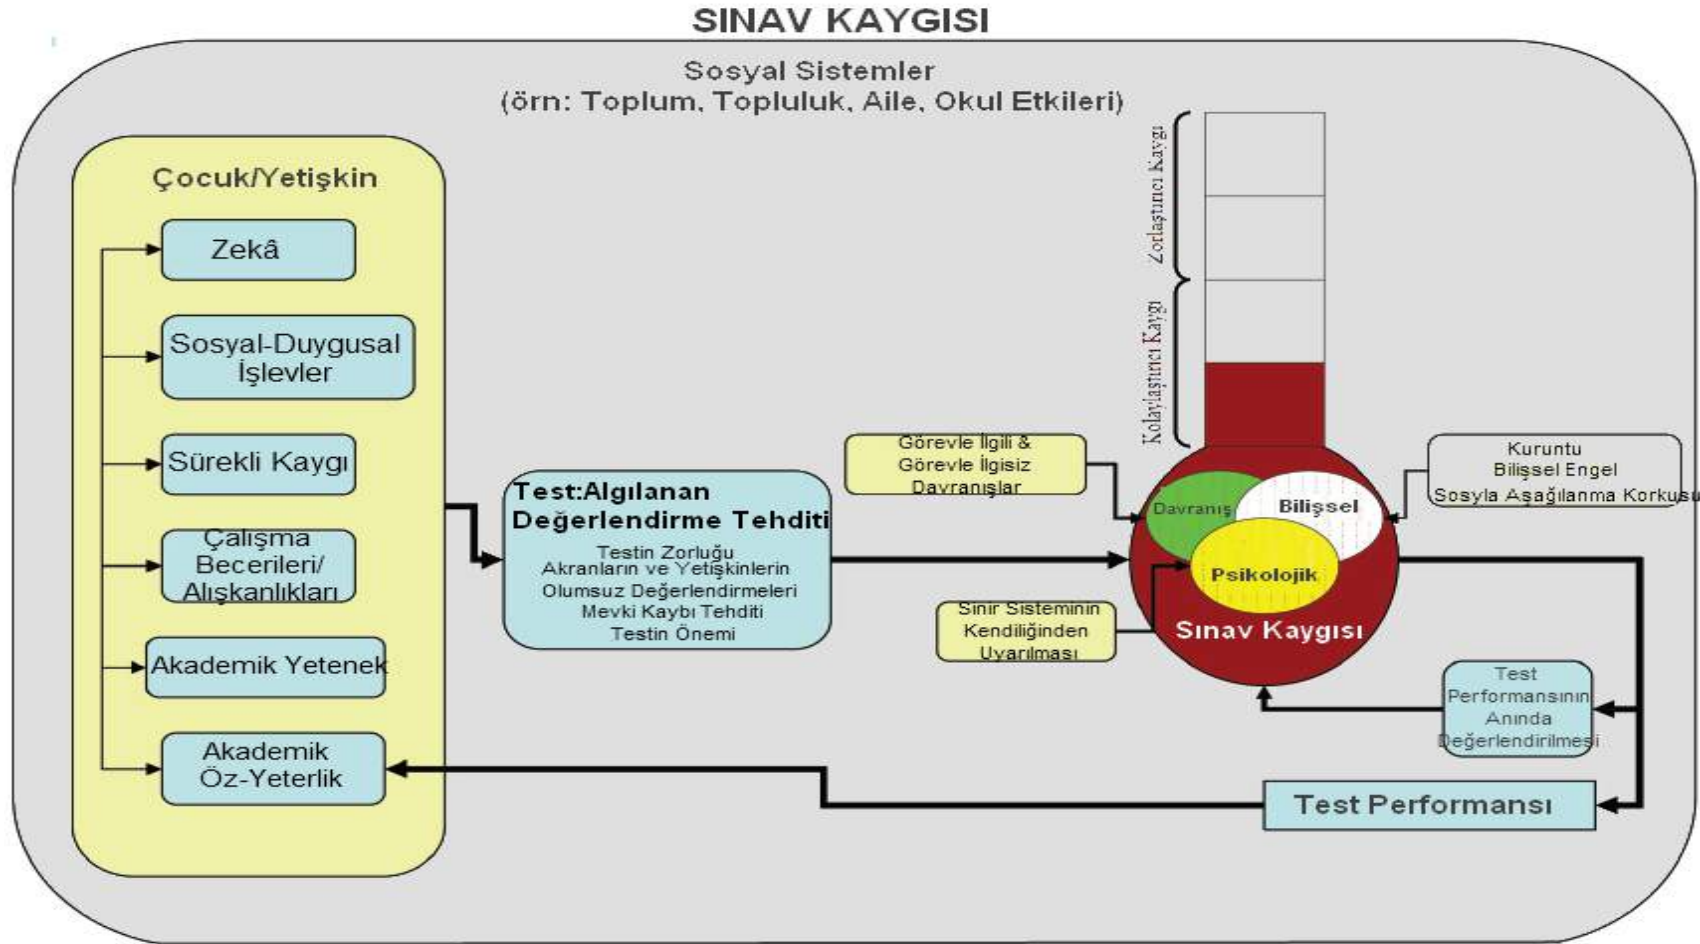 SINAV KAYGISI
Sosyal Sistemler
(örn: Toplum, Topluluk, Aile, Okul Etkileri)
Çocuk/Yetişkin
Zekâ
Sosyal-Duygusal
İşlevler
Sürekli Kaygı
Çalışma
Becerileri/
Alışkanlıkları
Akademik Yetenek
Akademik
Öz-Yeterlik
Test:Algılanan
Değerlendirme Tehditi
Testin Zorluğu
Akranların ve Yetişkinlerin
Olumsuz Değerlendirmeleri
Mevki Kaybı Tehditi
Testin Önemi
Görevle İlgili &
Görevle İlgisiz
Davranışlar
Sinir Sisteminin
Kendiliğinden
Uyarılması
Zorlaştırıcı Kaygı
Kolaylaştırıcı Kaygı
Davranış
Bilişsel
Psikolojik
Sınav Kaygısı
Kuruntu
Bilişsel Engel
Sosyla Aşağılanma Korkusu
Test
Performansının
Anında
Değerlendirilmesi
Test Performansı